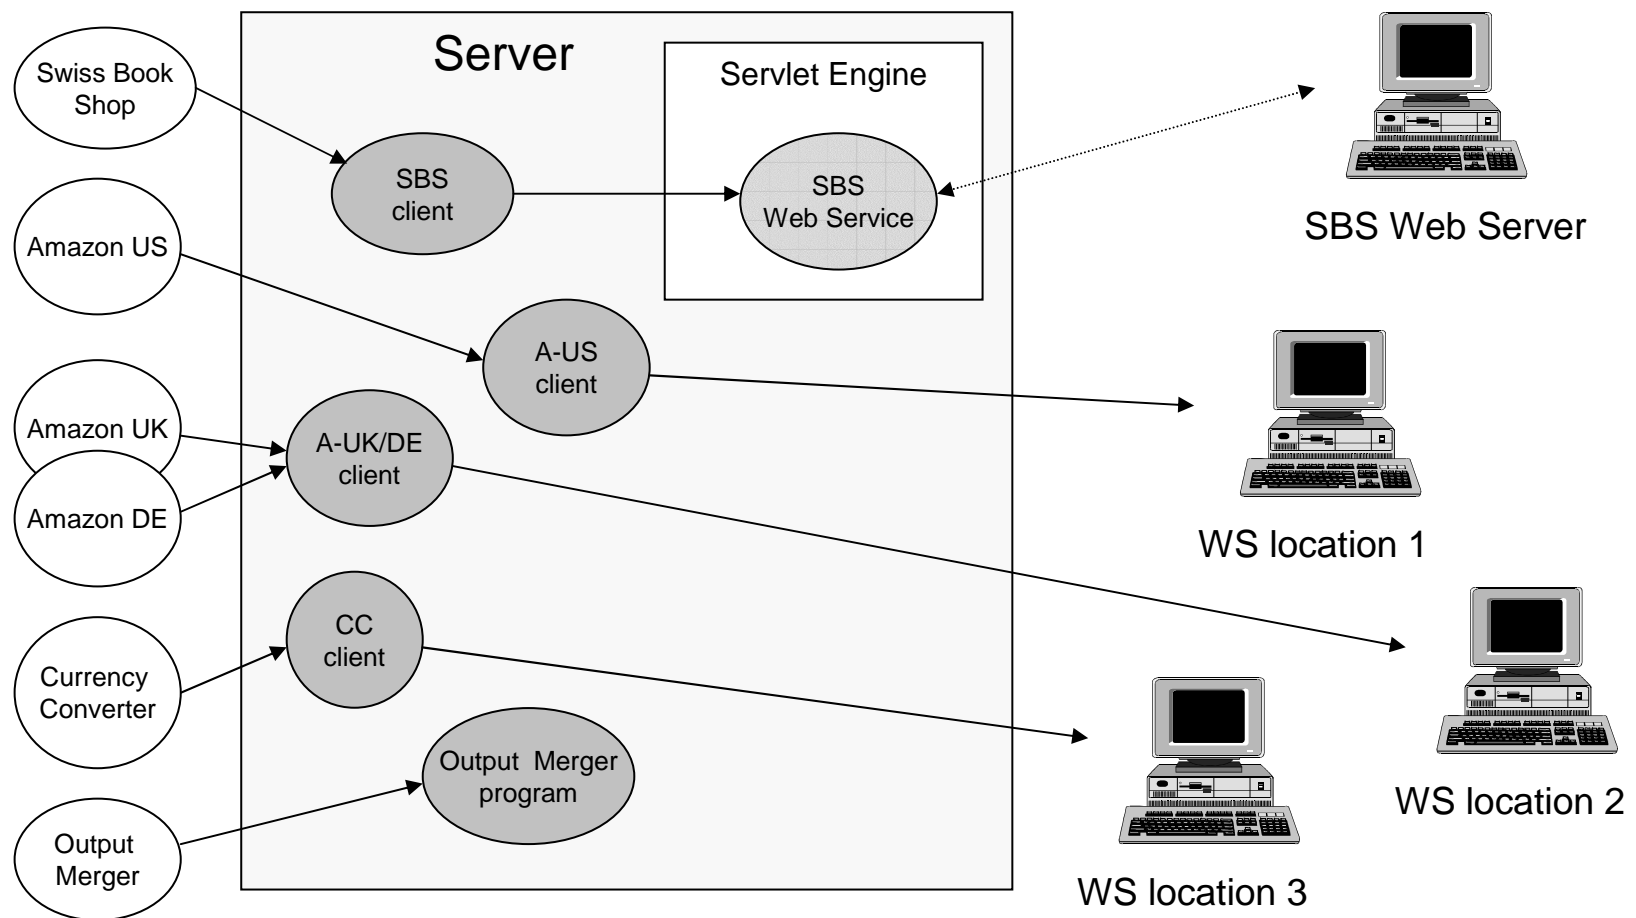 Server
Servlet Engine
Swiss Book
Shop
SBS
client
SBS
Web Service
SBS Web Server
Amazon US
A-US
client
WS location 1
Amazon UK
A-UK/DE
client
Amazon DE
WS location 2
CC
client
Currency
Converter
WS location 3
Output Merger
program
Output
Merger